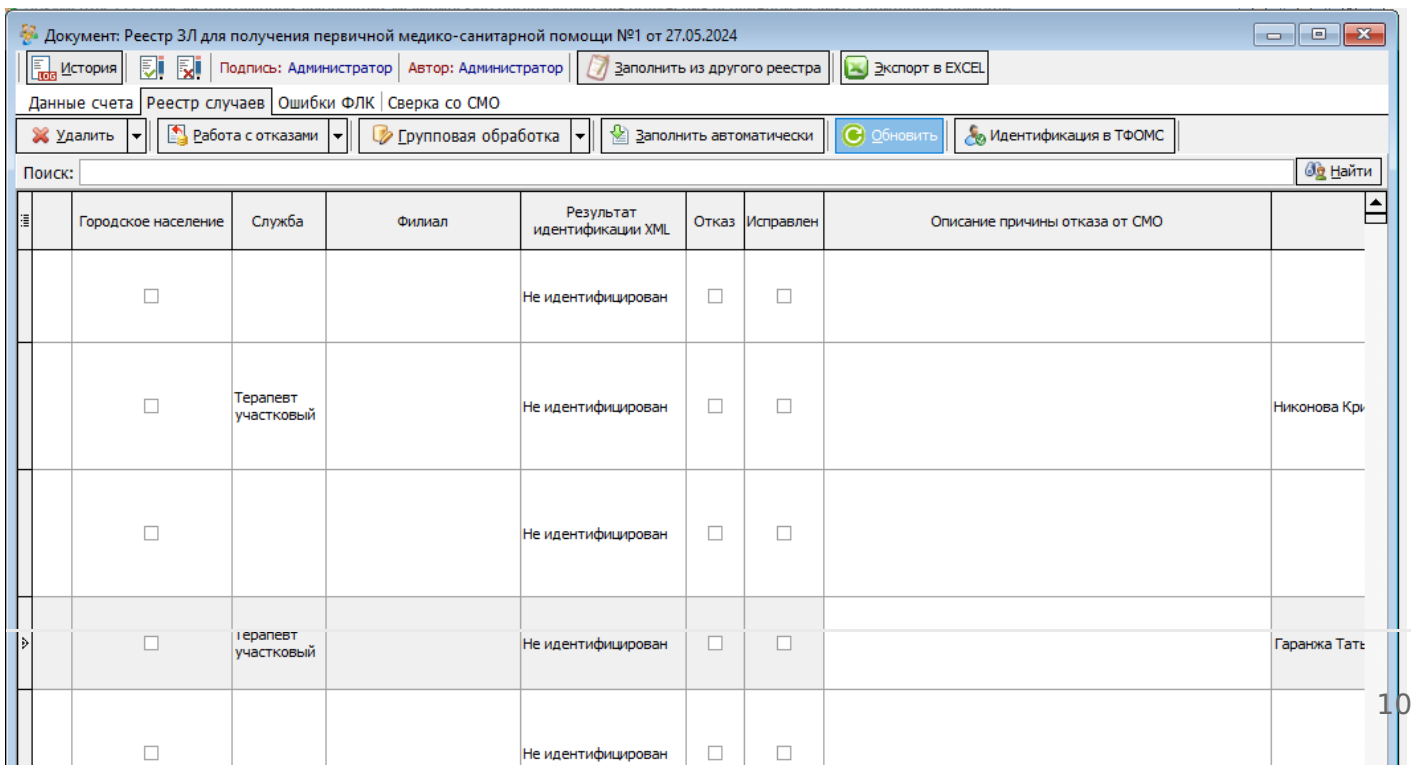 Документ: Реестр ЗЛ для получения первичной медико-санитарной помощи №1 от 27.05.2024
История Подпись: Администратор Автор: Администратор Заполнить из другого реестра Экспорт в EXCEL
Данные счета Реестр случаев Ошибки ФЛК Сверка со СМО
Удалить Работа с отказами Групповая обработка Заполнить автоматически Обновить Идентификация в ТФОМС
Поиск: Найти
Городское население Служба Филиал Результат идентификации XML Отказ Исправлен Описание причины отказа от СМО
Не идентифицирован
Терапевт участковый Не идентифицирован Никонова Кри
Не идентифицирован
Терапевт участковый Не идентифицирован Гаранжа Тать
10
Не идентифицирован